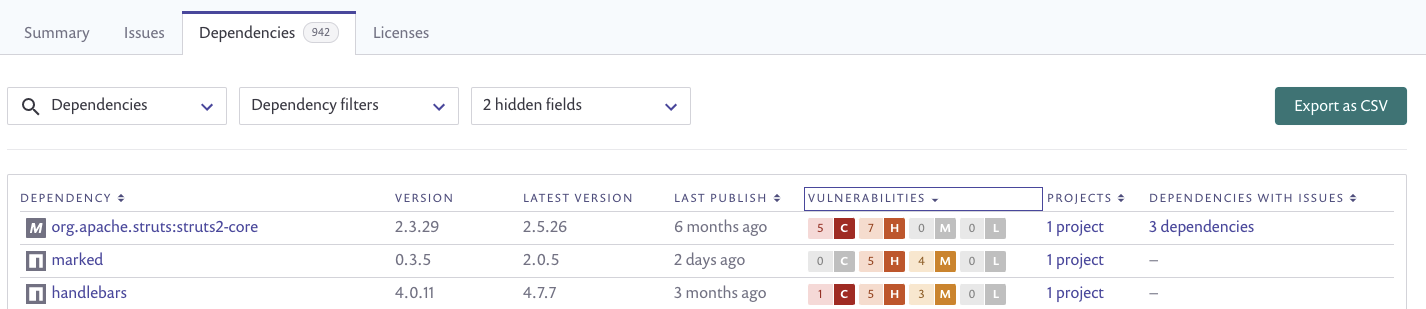 Summary Issues Dependencies 942 Licenses
Dependencies Dependency filters 2 hidden fields Export as CSV
DEPENDENCY VERSION LATEST VERSION LAST PUBLISH VULNERABILITIES PROJECTS DEPENDENCIES WITH ISSUES
M org.apache.struts:struts2-core 2.3.29 2.5.26 6 months ago 5 C 7 H 0 M 0 L 1 project 3 dependencies
marked 0.3.5 2.0.5 2 days ago 0 C 5 H 4 M 0 L 1 project –
handlebars 4.0.11 4.7.7 3 months ago 1 C 5 H 3 M 0 L 1 project –